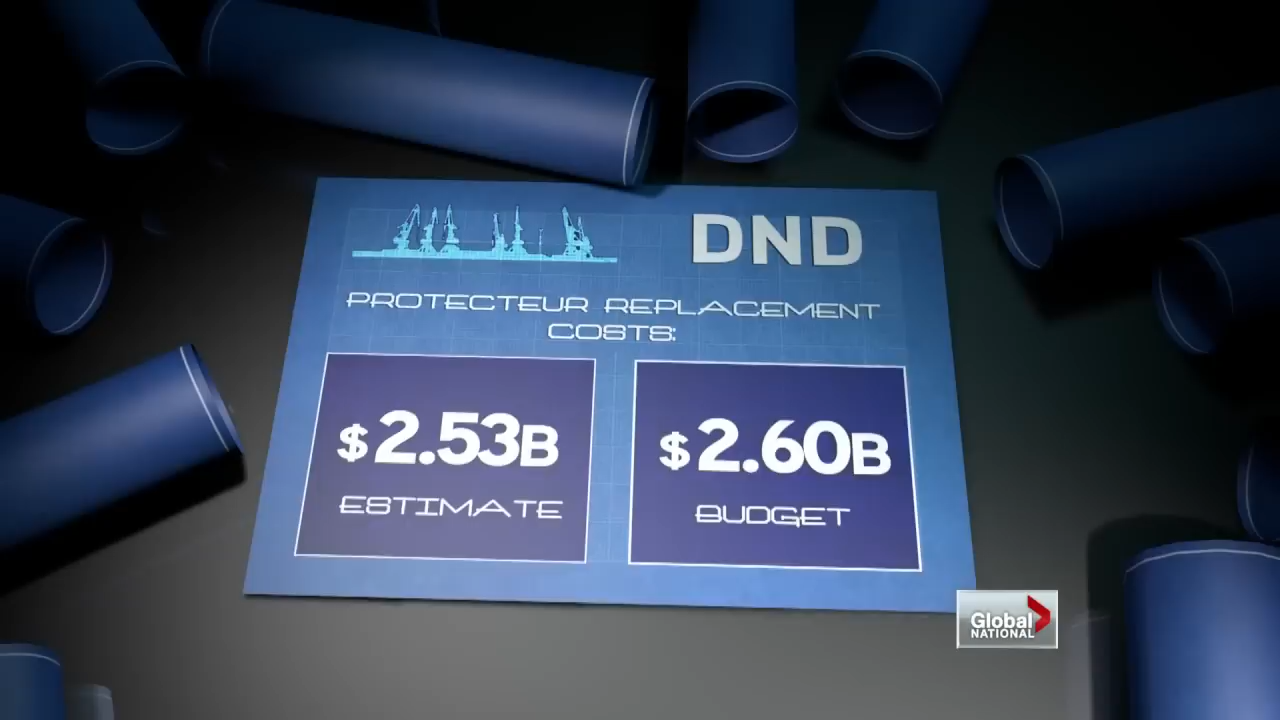 DND
PROTECTEUR REPLACEMENT
COSTS:
$2.53B
ESTIMATE
$2.60B
BUDGET
Global
NATIONAL